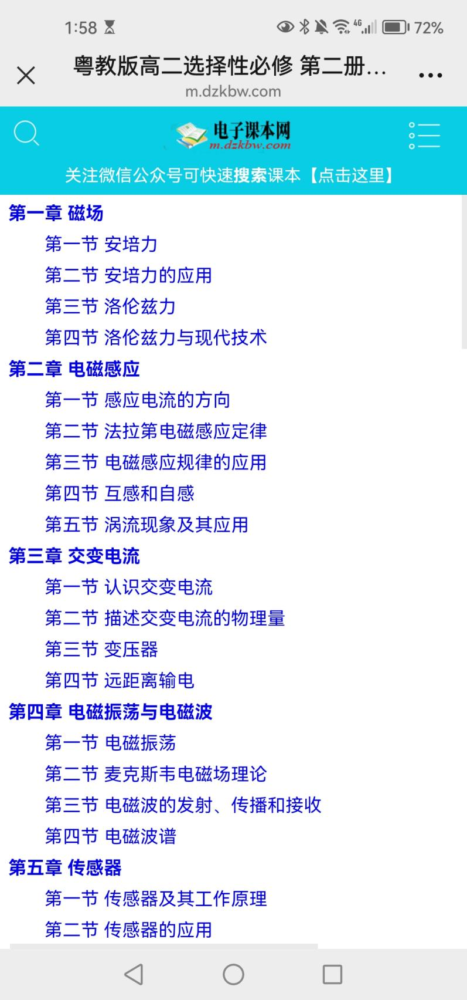 1:58
4G
72%
粤教版高二选择性必修 第二册...
m.dzkbw.com
电子课本网
m.dzkbw.com
关注微信公众号可快速搜索课本【点击这里】
第一章 磁场
第一节 安培力
第二节 安培力的应用
第三节 洛伦兹力
第四节 洛伦兹力与现代技术
第二章 电磁感应
第一节 感应电流的方向
第二节 法拉第电磁感应定律
第三节 电磁感应规律的应用
第四节 互感和自感
第五节 涡流现象及其应用
第三章 交变电流
第一节 认识交变电流
第二节 描述交变电流的物理量
第三节 变压器
第四节 远距离输电
第四章 电磁振荡与电磁波
第一节 电磁振荡
第二节 麦克斯韦电磁场理论
第三节 电磁波的发射、传播和接收
第四节 电磁波谱
第五章 传感器
第一节 传感器及其工作原理
第二节 传感器的应用